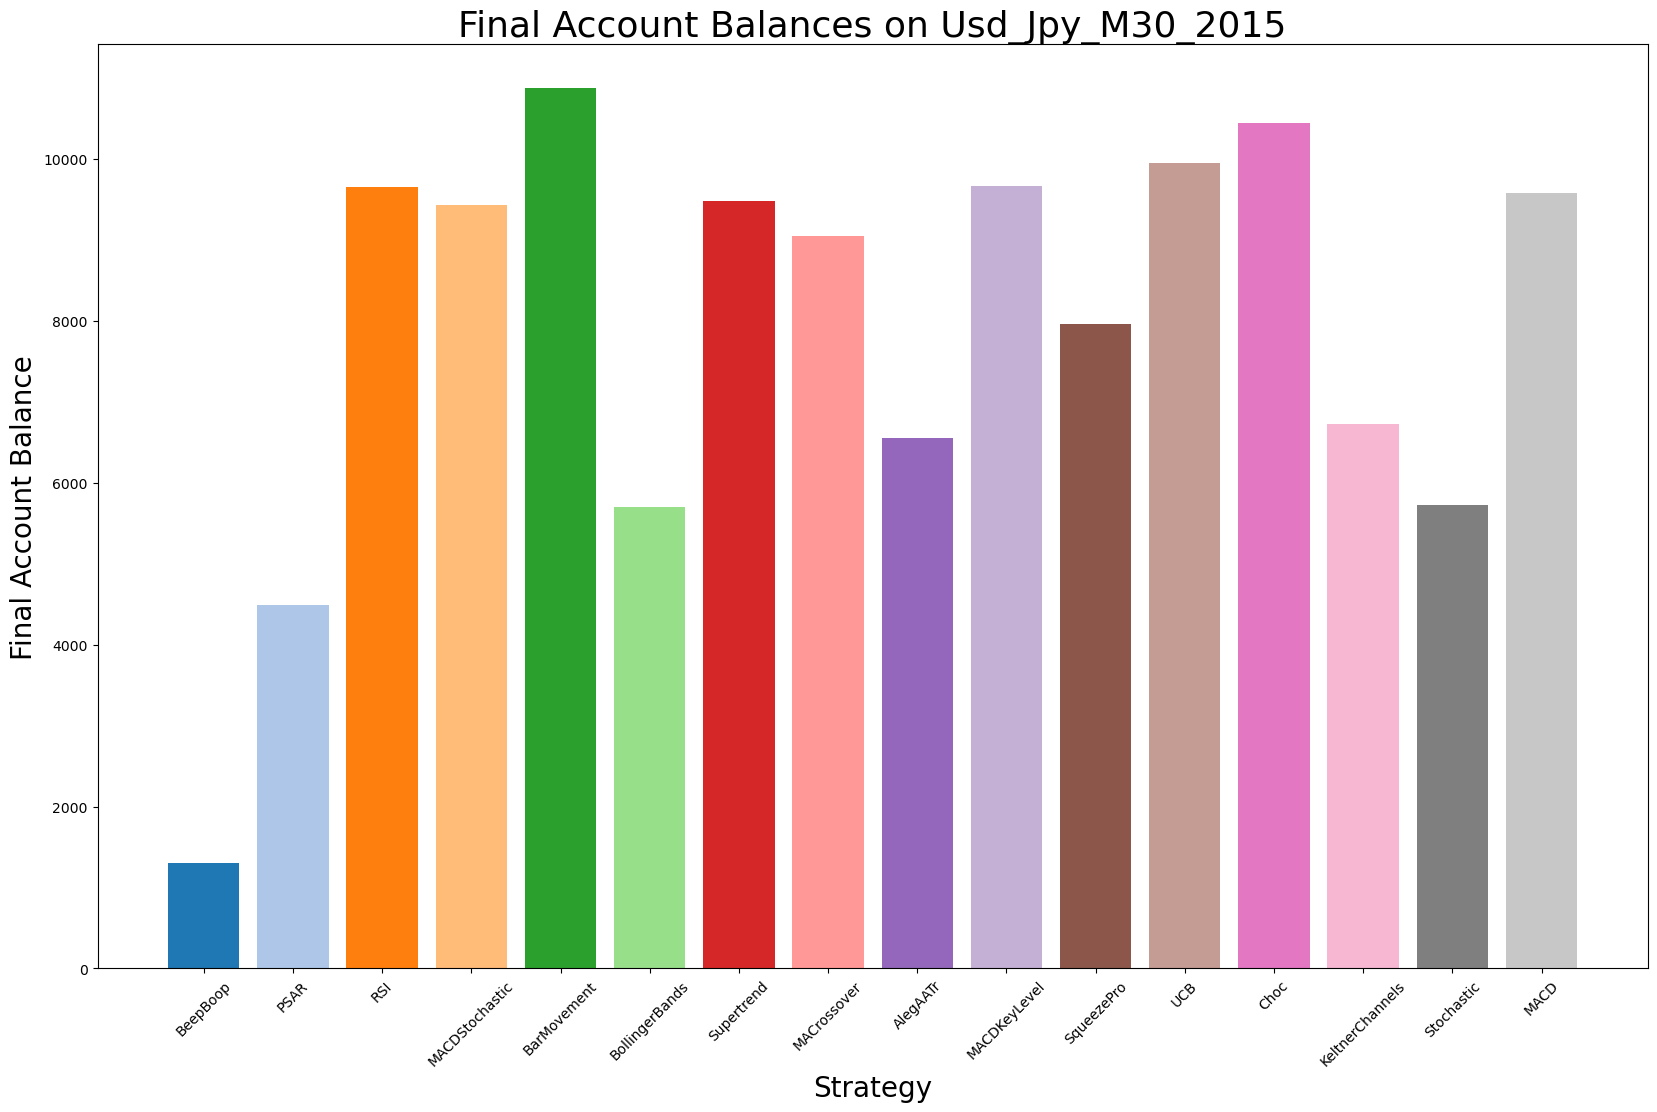 Final Account Balances on Usd_Jpy_M30_2015
Final Account Balance
10000
8000
6000
4000
2000
0
BeepBoop
PSAR
RSI
MACDStochastic
BarMovement
BollingerBands
Supertrend
MACrossover
AlegAATr
MACDKeyLevel
SqueezePro
UCB
Choc
KeltnerChannels
Stochastic
MACD
Strategy